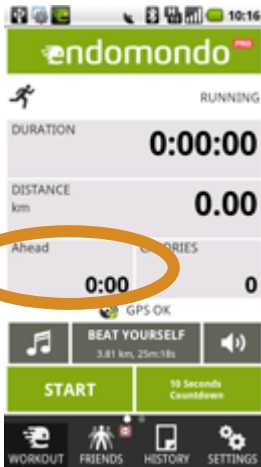 10:16
endomondo PRO
RUNNING
DURATION
0:00:00
DISTANCE
km
0.00
Ahead
0:00
0
GPS OK
BEAT YOURSELF
3.81 km, 25m:18s
START
10 Seconds
Countdown
WORKOUT FRIENDS HISTORY SETTINGS